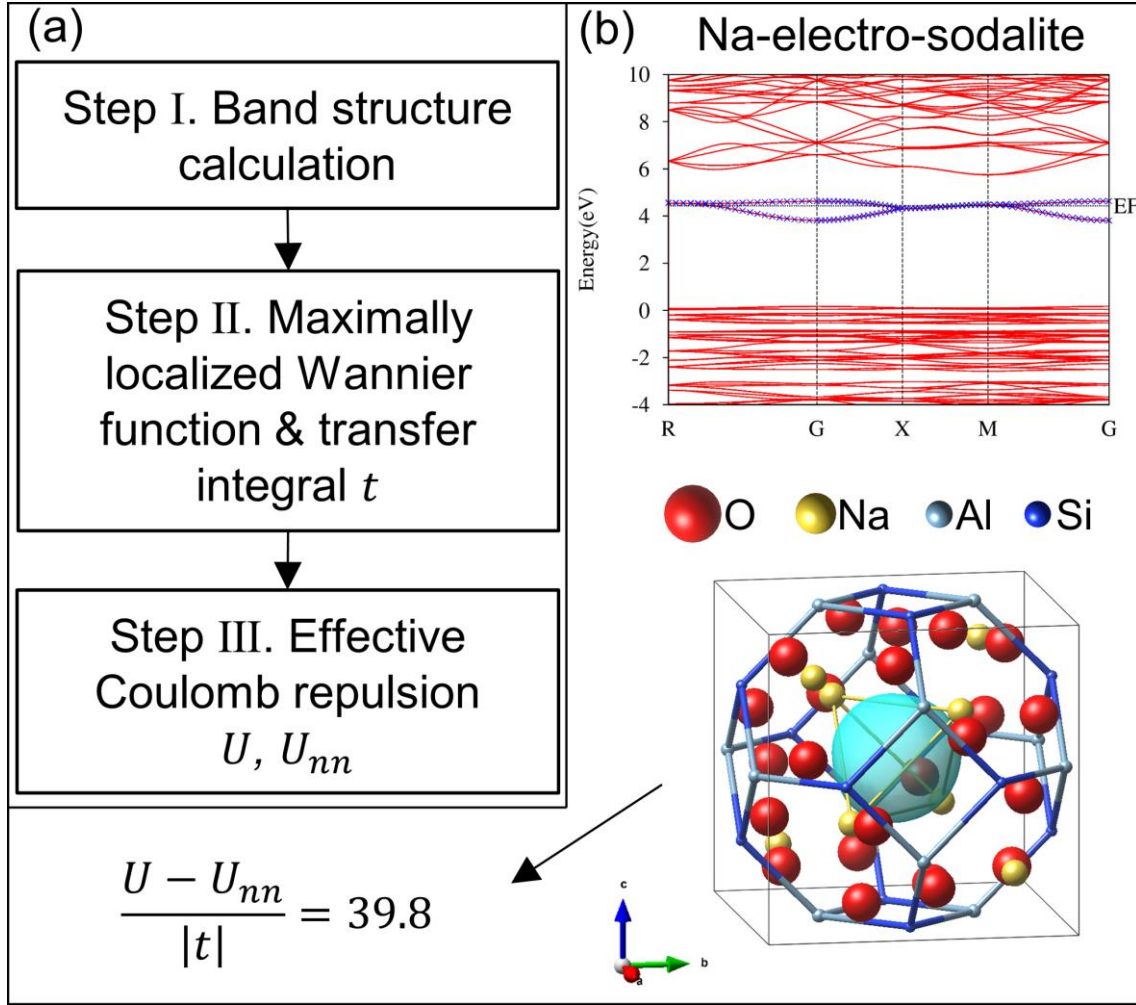 (a)
Step I. Band structure
calculation
Step II. Maximally
localized Wannier
function & transfer
integral t
Step III. Effective
Coulomb repulsion
U, Uₙₙ
(U − Uₙₙ)/|t| = 39.8
(b)
Na-electro-sodalite
Energy(eV)
10
8
6
4
2
0
-2
-4
R G X M G
EF
O Na Al Si
c
b
a